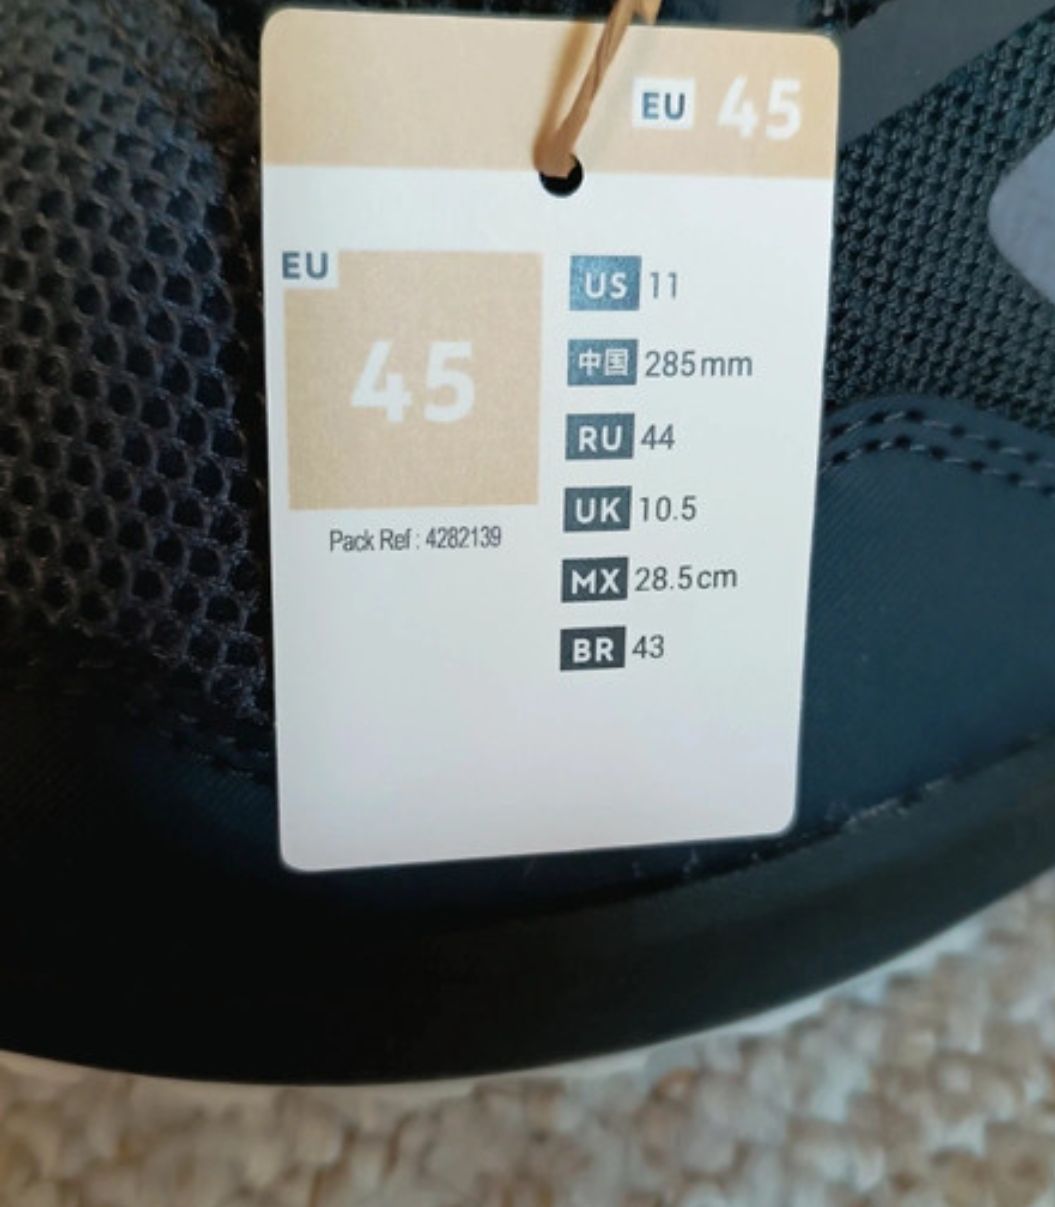 EU 45
EU
45
Pack Ref : 4282139
US 11
中国 285mm
RU 44
UK 10.5
MX 28.5cm
BR 43